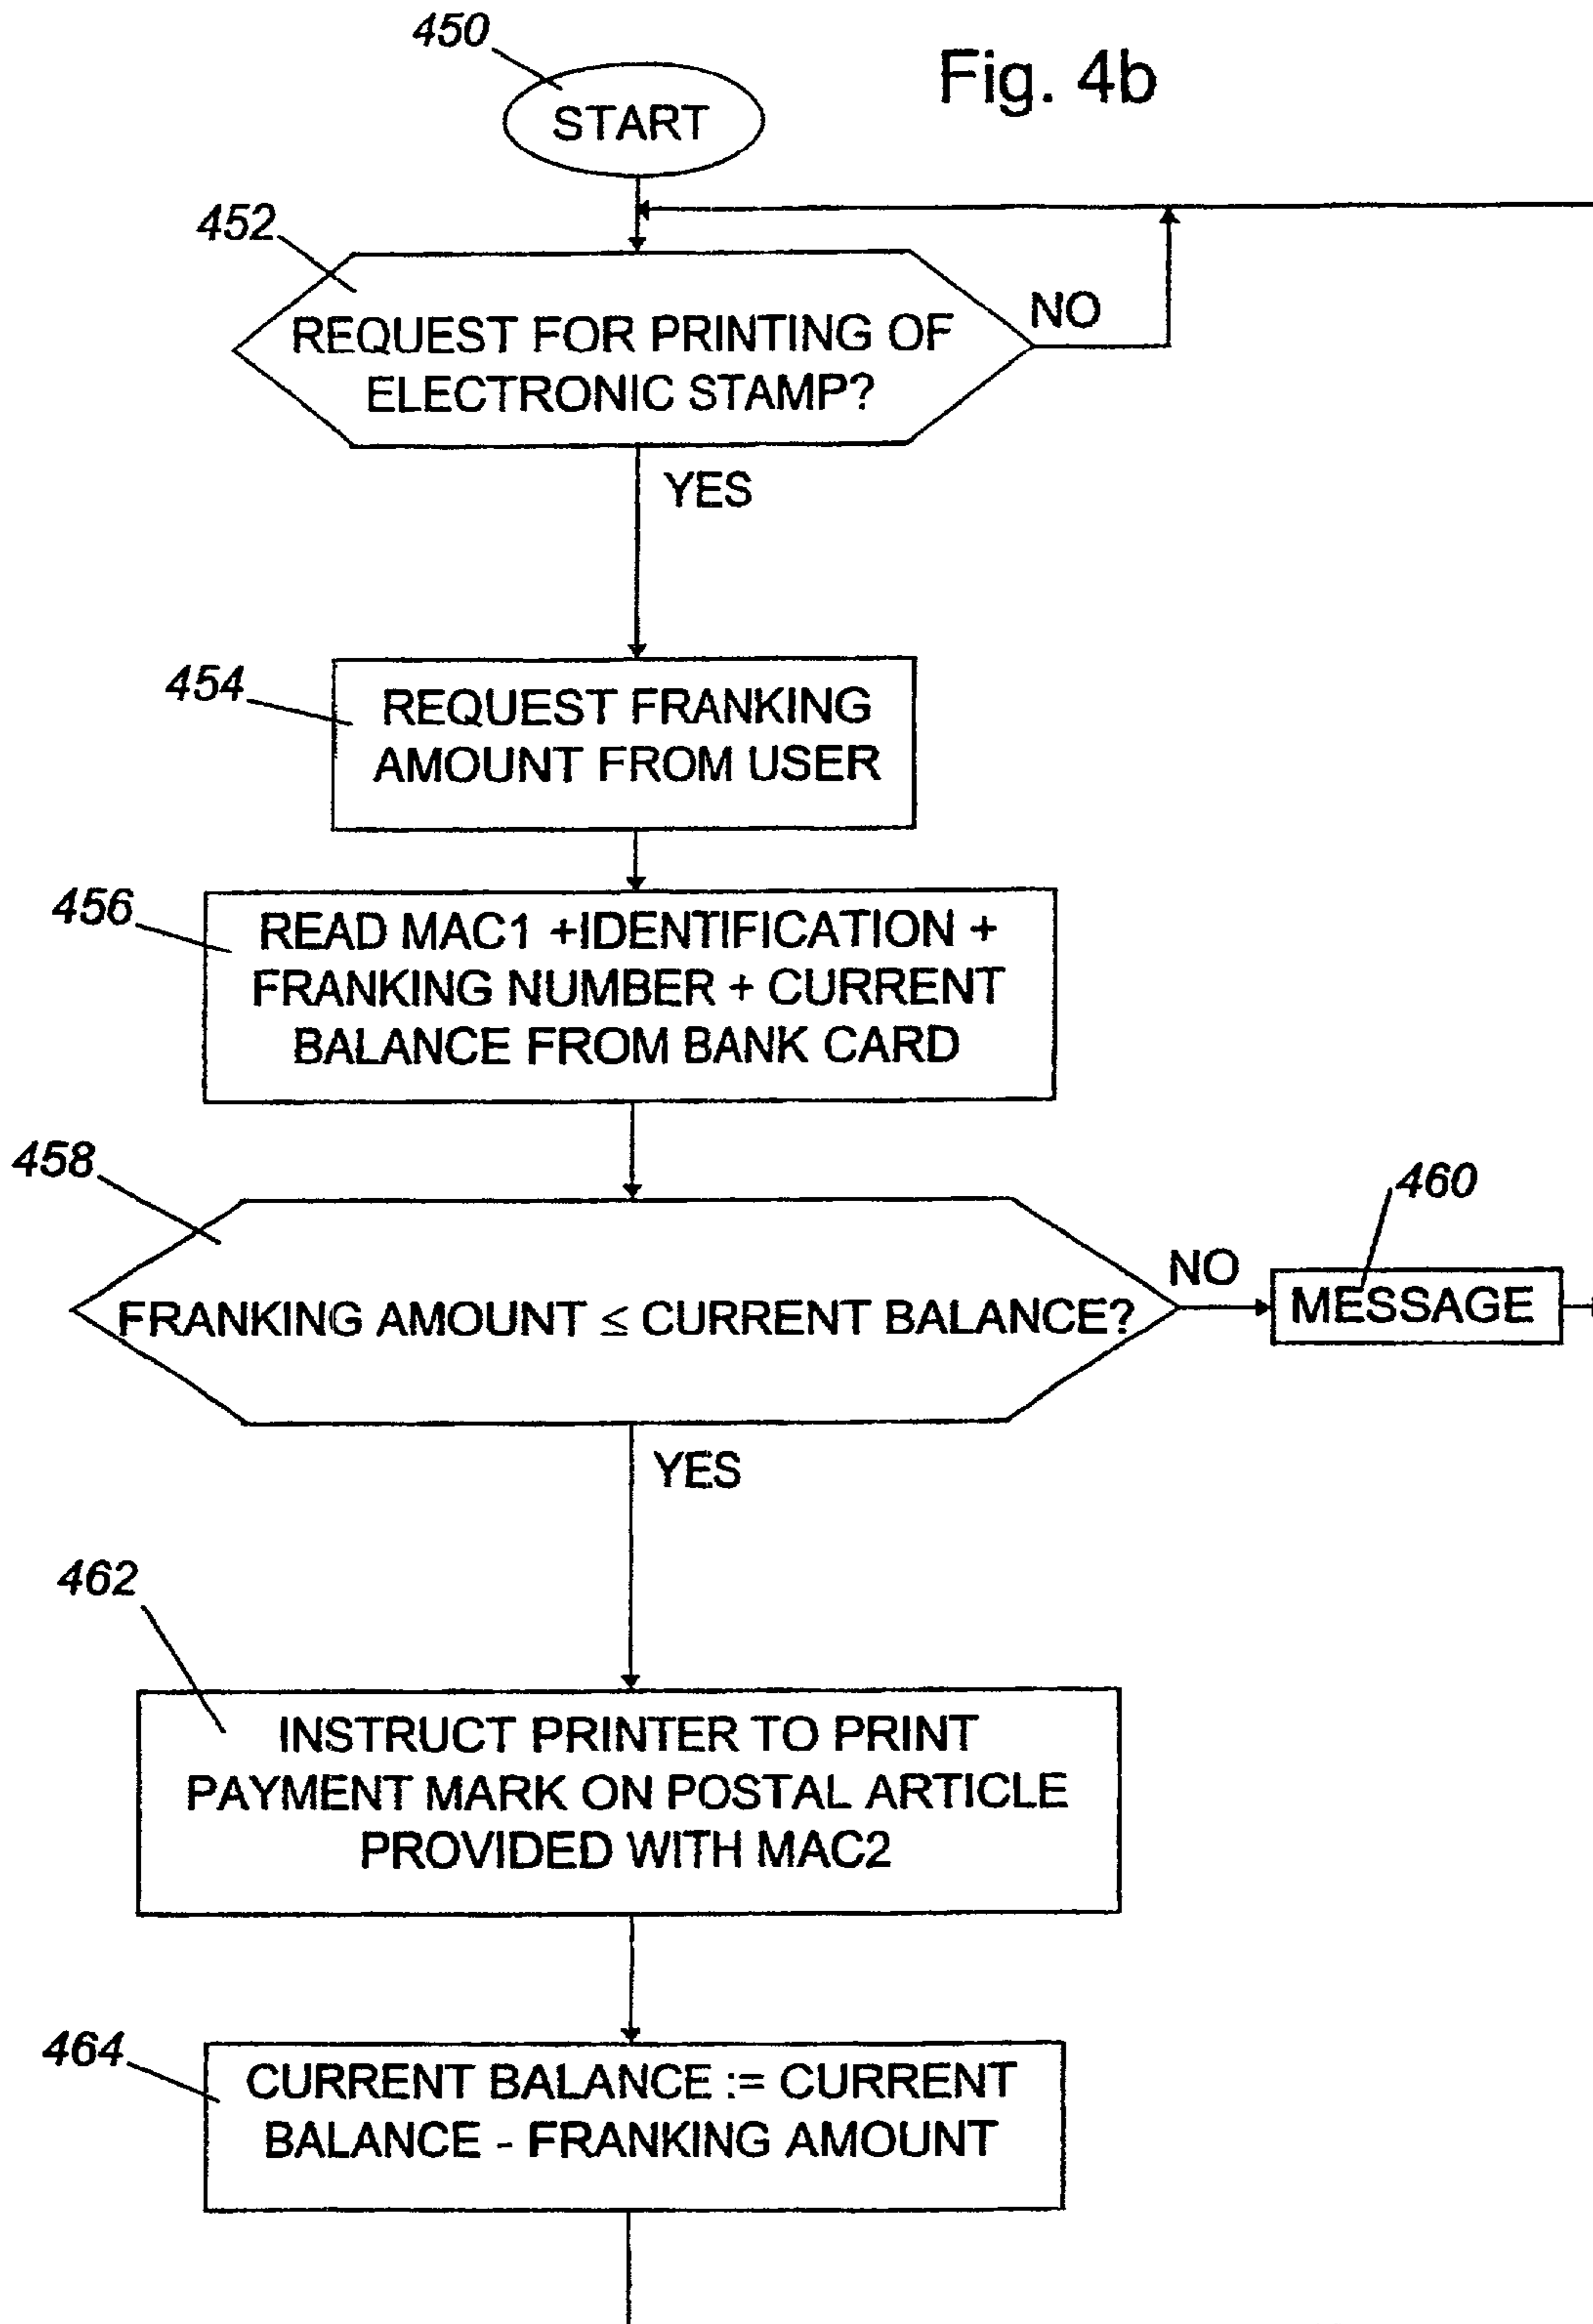 450
Fig. 4b
START
452
REQUEST FOR PRINTING OF
ELECTRONIC STAMP?
NO
YES
454
REQUEST FRANKING
AMOUNT FROM USER
456
READ MAC1 +IDENTIFICATION +
FRANKING NUMBER + CURRENT
BALANCE FROM BANK CARD
458
FRANKING AMOUNT ≤ CURRENT BALANCE?
NO
460
MESSAGE
YES
462
INSTRUCT PRINTER TO PRINT
PAYMENT MARK ON POSTAL ARTICLE
PROVIDED WITH MAC2
464
CURRENT BALANCE := CURRENT
BALANCE - FRANKING AMOUNT